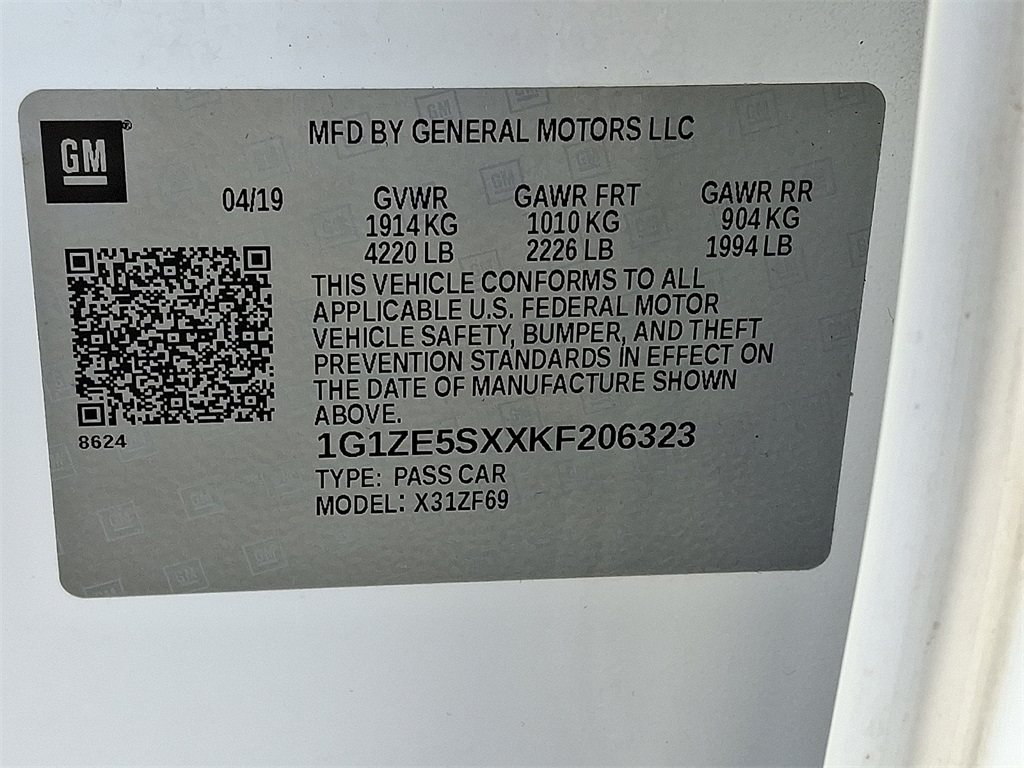 GM
MFD BY GENERAL MOTORS LLC
04/19 GVWR GAWR FRT GAWR RR
1914 KG 1010 KG 904 KG
4220 LB 2226 LB 1994 LB
THIS VEHICLE CONFORMS TO ALL
APPLICABLE U.S. FEDERAL MOTOR
VEHICLE SAFETY, BUMPER, AND THEFT
PREVENTION STANDARDS IN EFFECT ON
THE DATE OF MANUFACTURE SHOWN
ABOVE.
8624
1G1ZE5SXXKF206323
TYPE: PASS CAR
MODEL: X31ZF69